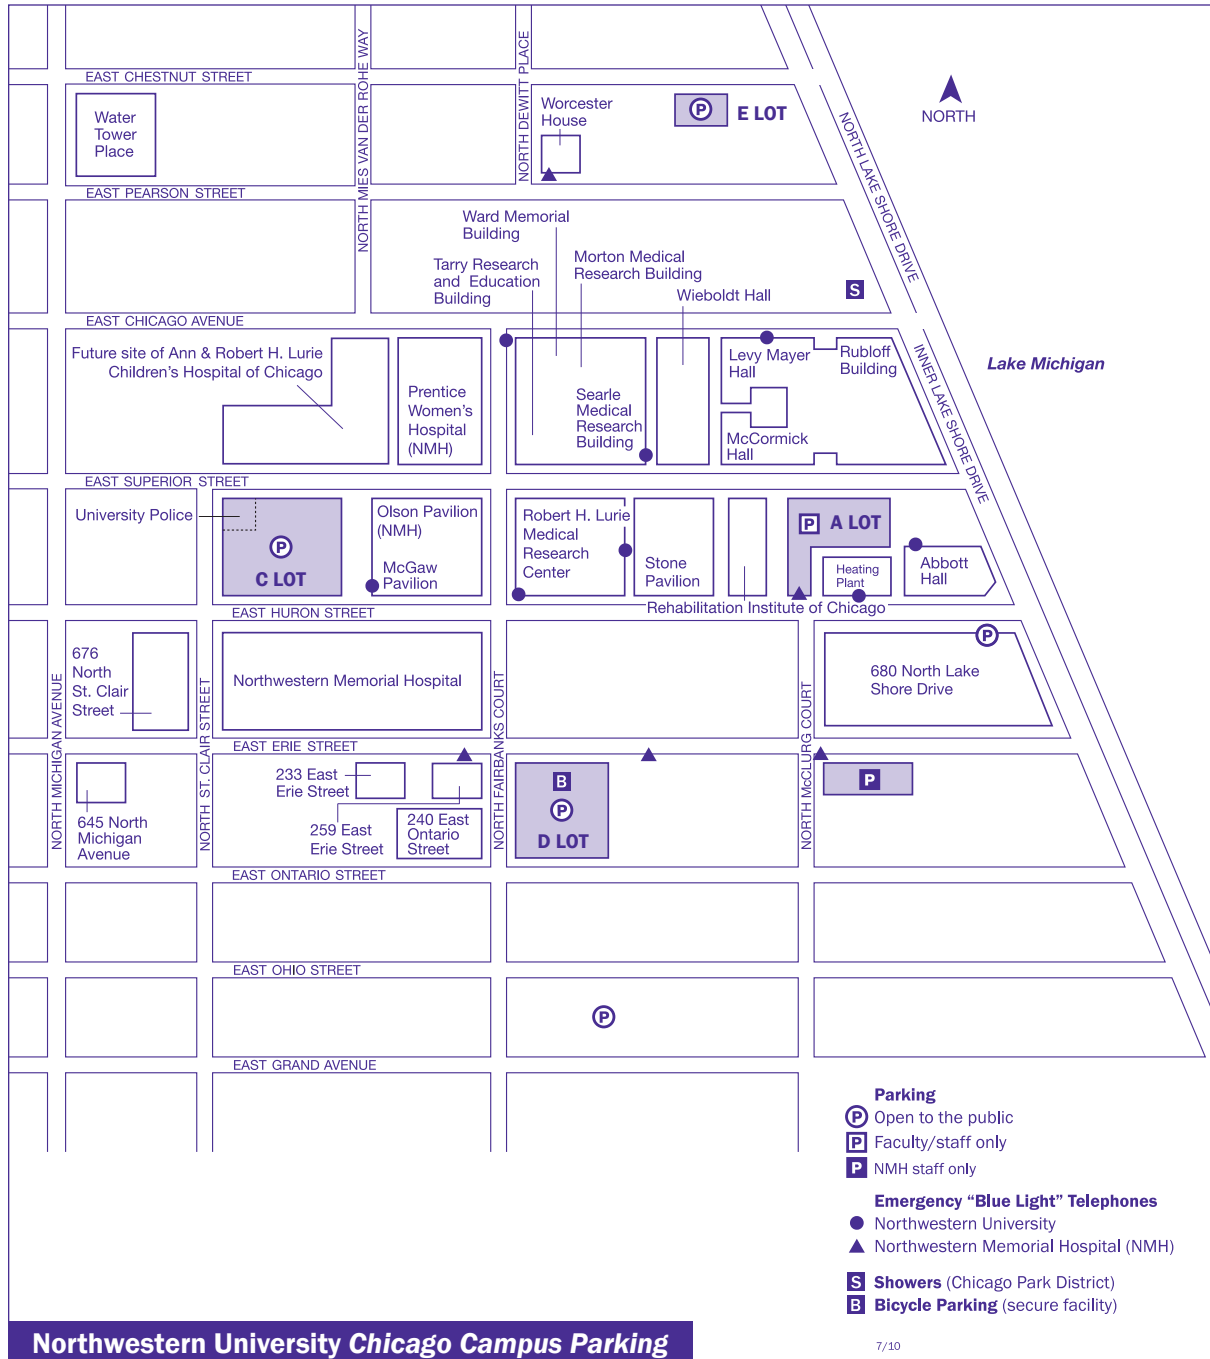 EAST CHESTNUT STREET
NORTH MIES VAN DER ROHE WAY
NORTH DEWITT PLACE
Water
Tower
Place
Worcester
House
P
E LOT
NORTH
NORTH LAKE SHORE DRIVE
EAST PEARSON STREET
Ward Memorial
Building
Tarry Research
and Education
Building
Morton Medical
Research Building
Wieboldt Hall
S
EAST CHICAGO AVENUE
INNER LAKE SHORE DRIVE
Lake Michigan
Future site of Ann & Robert H. Lurie
Children's Hospital of Chicago
Prentice
Women's
Hospital
(NMH)
Searle
Medical
Research
Building
Levy Mayer
Hall
Rubloff
Building
McCormick
Hall
EAST SUPERIOR STREET
University Police
P
C LOT
Olson Pavilion
(NMH)
McGaw
Pavilion
Robert H. Lurie
Medical
Research
Center
Stone
Pavilion
P
A LOT
Heating
Plant
Abbott
Hall
Rehabilitation Institute of Chicago
EAST HURON STREET
676
North
St. Clair
Street
Northwestern Memorial Hospital
P
680 North Lake
Shore Drive
NORTH MICHIGAN AVENUE
NORTH ST. CLAIR STREET
NORTH FAIRBANKS COURT
NORTH McCLURG COURT
EAST ERIE STREET
645 North
Michigan
Avenue
233 East
Erie Street
259 East
Erie Street
240 East
Ontario
Street
B
P
D LOT
P
EAST ONTARIO STREET
EAST OHIO STREET
P
EAST GRAND AVENUE
Parking
P Open to the public
P Faculty/staff only
P NMH staff only
Emergency “Blue Light” Telephones
Northwestern University
Northwestern Memorial Hospital (NMH)
S Showers (Chicago Park District)
B Bicycle Parking (secure facility)
Northwestern University Chicago Campus Parking
7/10